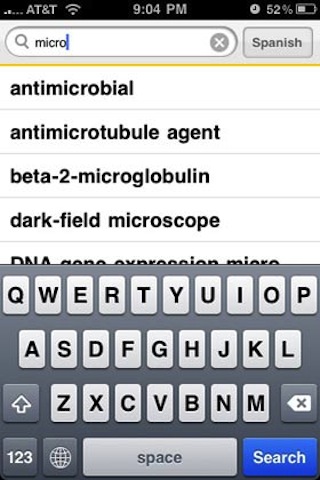 AT&T 9:04 PM 52%
micro Spanish
antimicrobial
antimicrotubule agent
beta-2-microglobulin
dark-field microscope
DNA gene expression micro
Q W E R T Y U I O P
A S D F G H J K L
Z X C V B N M
123 space Search